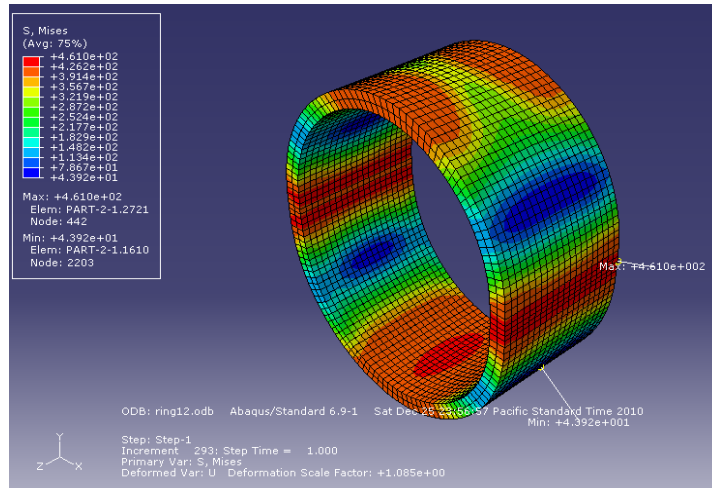 S, Mises
(Avg: 75%)
+4.610e+02
+4.262e+02
+3.914e+02
+3.567e+02
+3.219e+02
+2.872e+02
+2.524e+02
+2.177e+02
+1.829e+02
+1.482e+02
+1.134e+02
+7.867e+01
+4.392e+01
Max: +4.610e+02
Elem: PART-2-1.2721
Node: 442
Min: +4.392e+01
Elem: PART-2-1.1610
Node: 2203
Max: +4.610e+002
ODB: ring12.odb Abaqus/Standard 6.9-1 Sat Dec 25 Pacific Standard Time 2010
Min: +4.392e+001
Y
Z X
Step: Step-1
Increment 293: Step Time = 1.000
Primary Var: S, Mises
Deformed Var: U Deformation Scale Factor: +1.085e+00